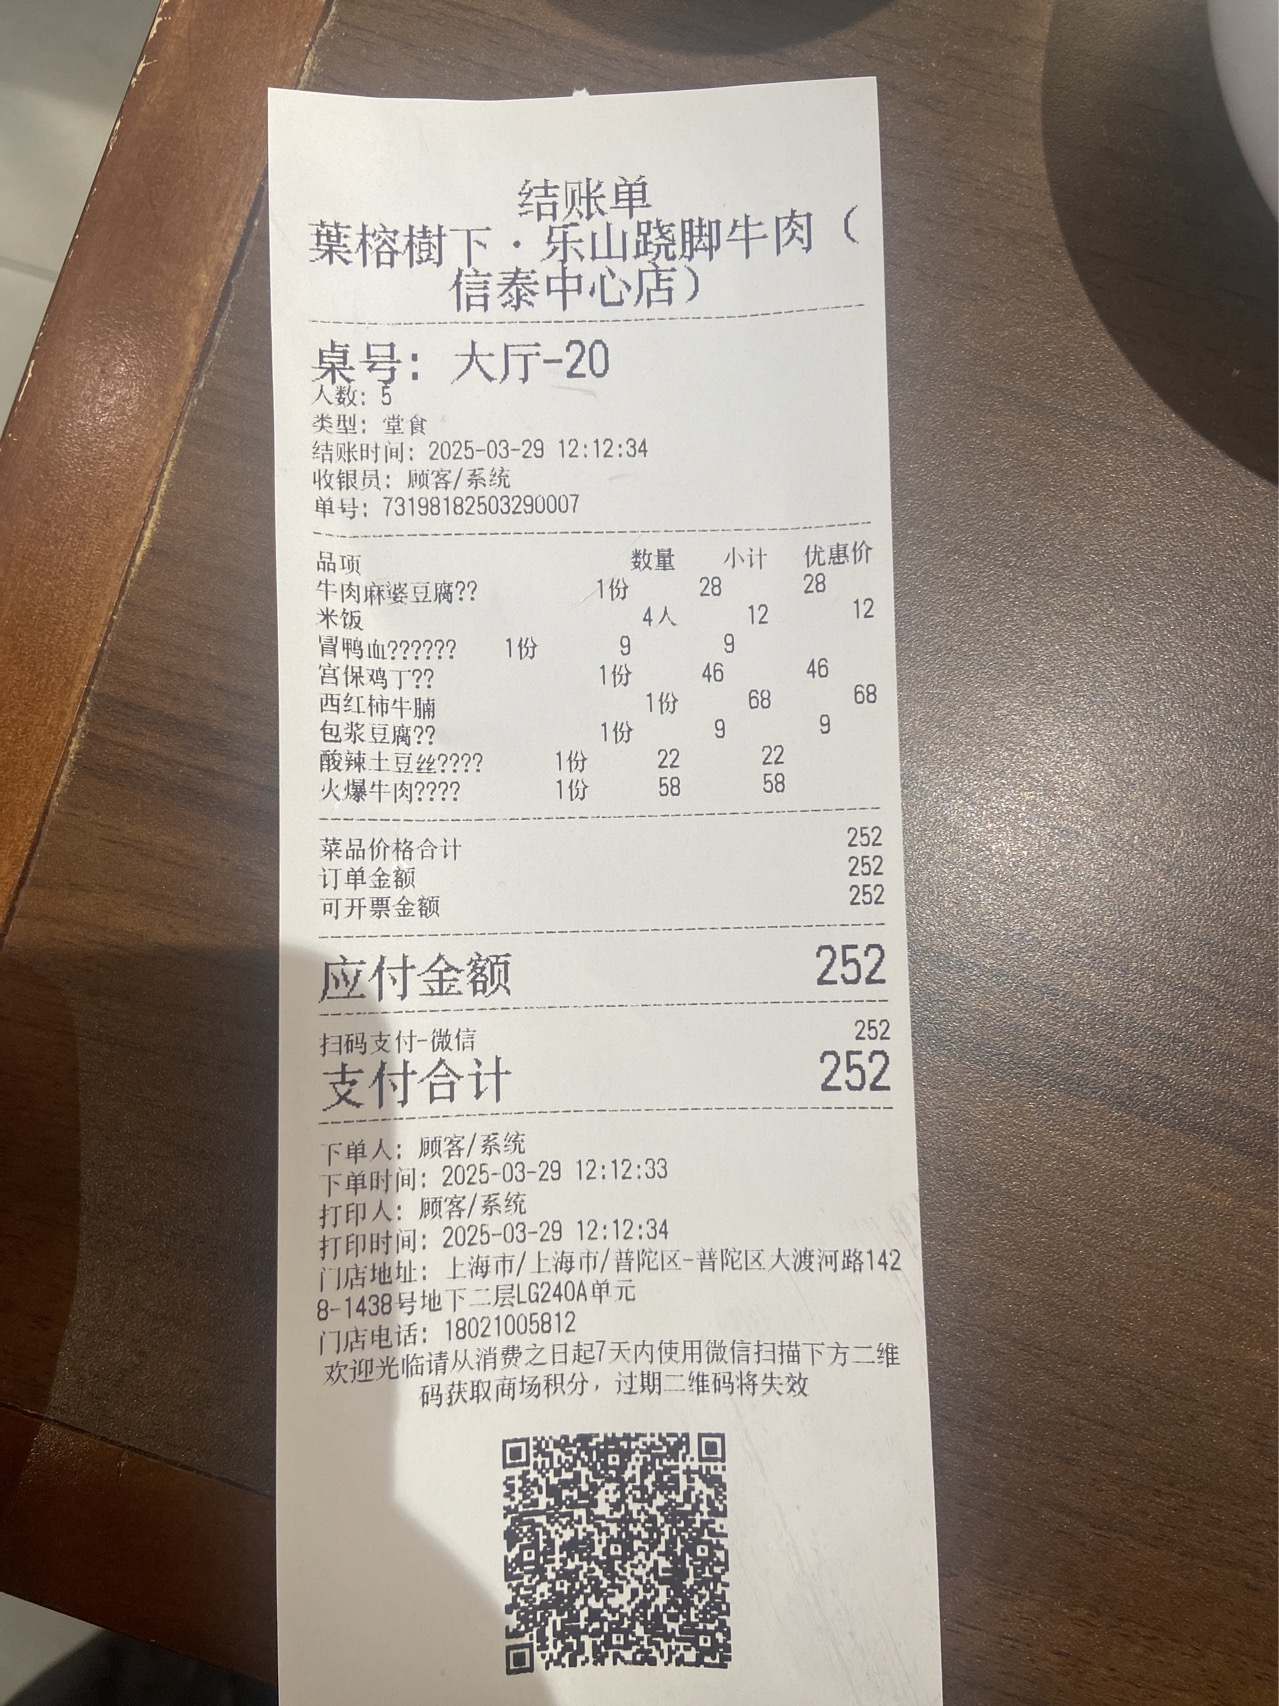 结账单
葉榕樹下·乐山跷脚牛肉（
信泰中心店）
桌号：大厅-20
人数：5
类型：堂食
结账时间：2025-03-29 12:12:34
收银员：顾客/系统
单号：73198182503290007
品项 数量 小计 优惠价
牛肉麻婆豆腐?? 1份 28 28
米饭 4人 12 12
冒鸭血?????? 1份 9 9
宫保鸡丁?? 1份 46 46
西红柿牛腩 1份 68 68
包浆豆腐?? 1份 9 9
酸辣土豆丝???? 1份 22 22
火爆牛肉???? 1份 58 58
菜品价格合计 252
订单金额 252
可开票金额 252
应付金额 252
扫码支付-微信 252
支付合计 252
下单人：顾客/系统
下单时间：2025-03-29 12:12:33
打印人：顾客/系统
打印时间：2025-03-29 12:12:34
门店地址：上海市/上海市/普陀区-普陀区大渡河路142
8-1438号地下二层LG240A单元
门店电话：18021005812
欢迎光临请从消费之日起7天内使用微信扫描下方二维
码获取商场积分，过期二维码将失效